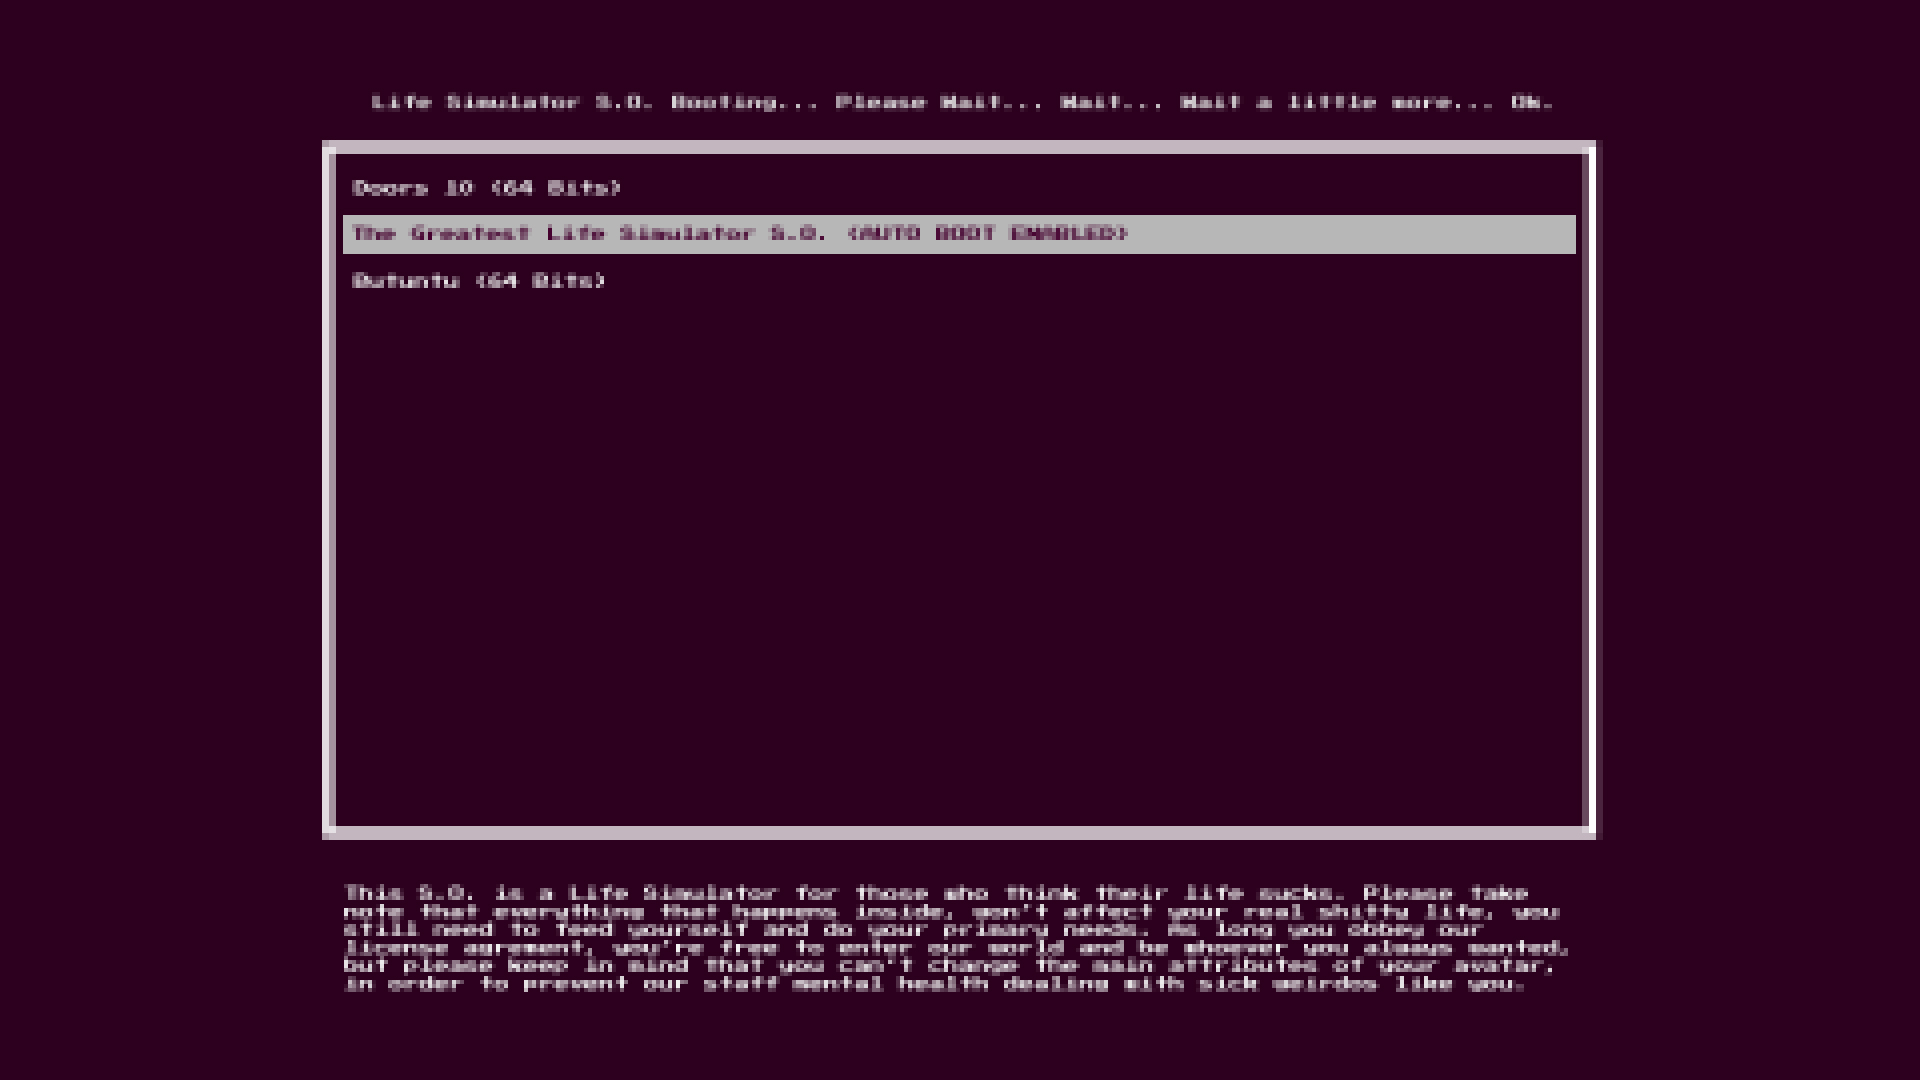 Life Simulator S.O. Booting... Please Wait... Wait... Wait a little more... Ok.
Doors 10 (64 Bits)
The Greatest Life Simulator S.O. (AUTO BOOT ENABLED)
Butuntu (64 Bits)
This S.O. is a Life Simulator for those who think their life sucks. Please take
note that everything that happens inside, won't affect your real shitty life, you
still need to feed yourself and do your primary needs. As long you obbey our
license agrement, you're free to enter our world and be whoever you always wanted,
but please keep in mind that you can't change the main attributes of your avatar,
in order to prevent our staff mental health dealing with sick weirdos like you.